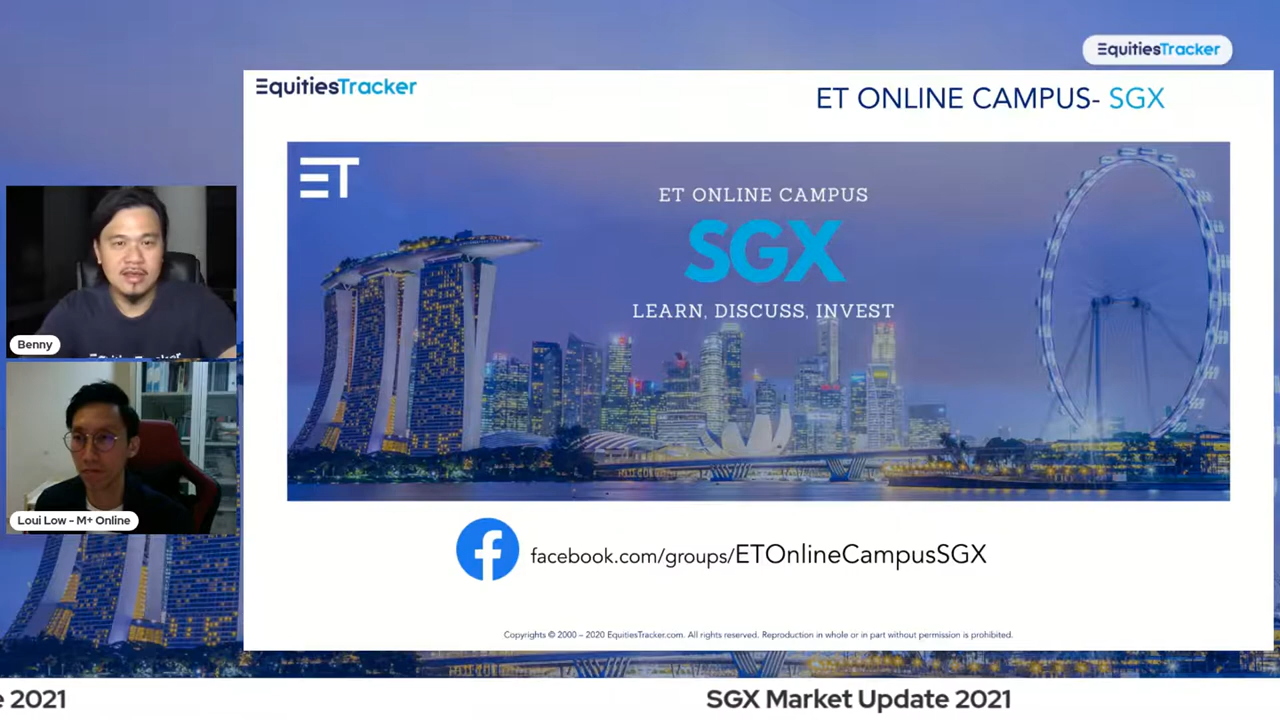 EquitiesTracker
EquitiesTracker
ET ONLINE CAMPUS- SGX
ET
ET ONLINE CAMPUS
SGX
LEARN, DISCUSS, INVEST
Benny
Loui Low - M+ Online
facebook.com/groups/ETOnlineCampusSGX
Copyrights © 2000 – 2020 EquitiesTracker.com. All rights reserved. Reproduction in whole or in part without permission is prohibited.
e 2021
SGX Market Update 2021